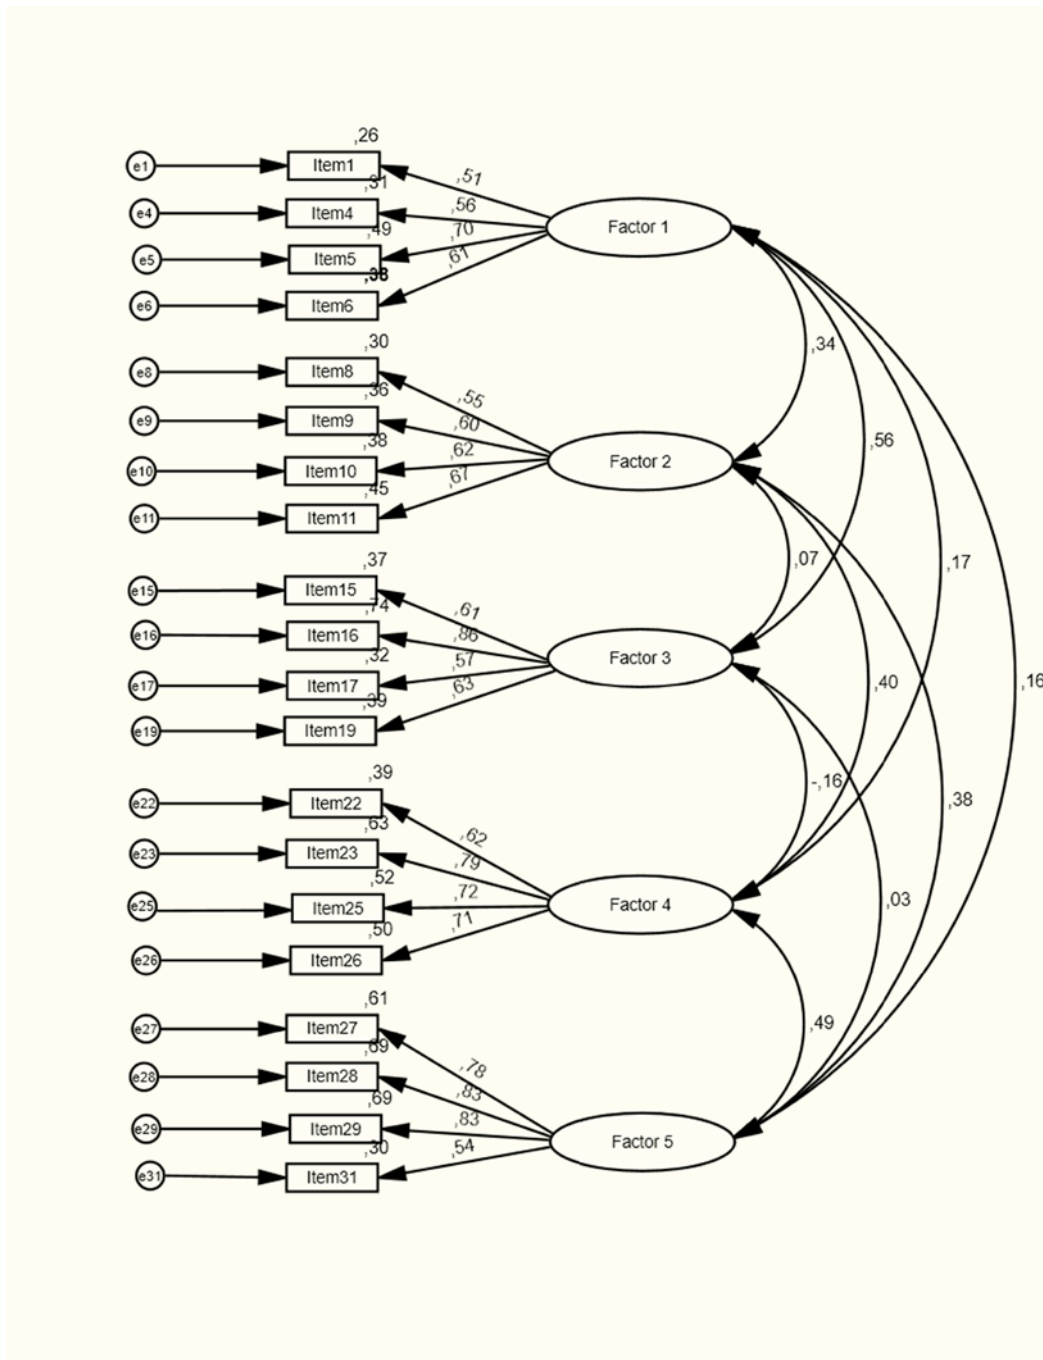 ,26
e1 Item1 ,51
,31
e4 Item4 ,56 Factor 1
,49
e5 Item5 ,70
e6 Item6 ,61
,34
,30
e8 Item8 ,55
,36
e9 Item9 ,60
,56
,38
e10 Item10 ,62 Factor 2
,45
e11 Item11 ,67
,07
,17
,37
e15 Item15 ,61
,74
e16 Item16 ,86
,32
e17 Item17 ,57 Factor 3
,39
e19 Item19 ,63
,40
,16
-,16
,39
e22 Item22 ,62
,38
,63
e23 Item23 ,79
,52
e25 Item25 ,72 Factor 4
,03
,50
e26 Item26 ,71
,61
,49
e27 Item27 ,78
,69
e28 Item28 ,83
,69
e29 Item29 ,83 Factor 5
,30
e31 Item31 ,54